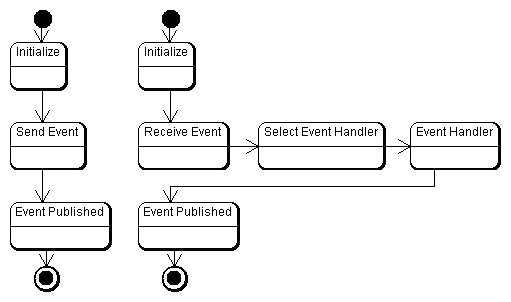 Initialize
Initialize
Send Event
Receive Event
Select Event Handler
Event Handler
Event Published
Event Published